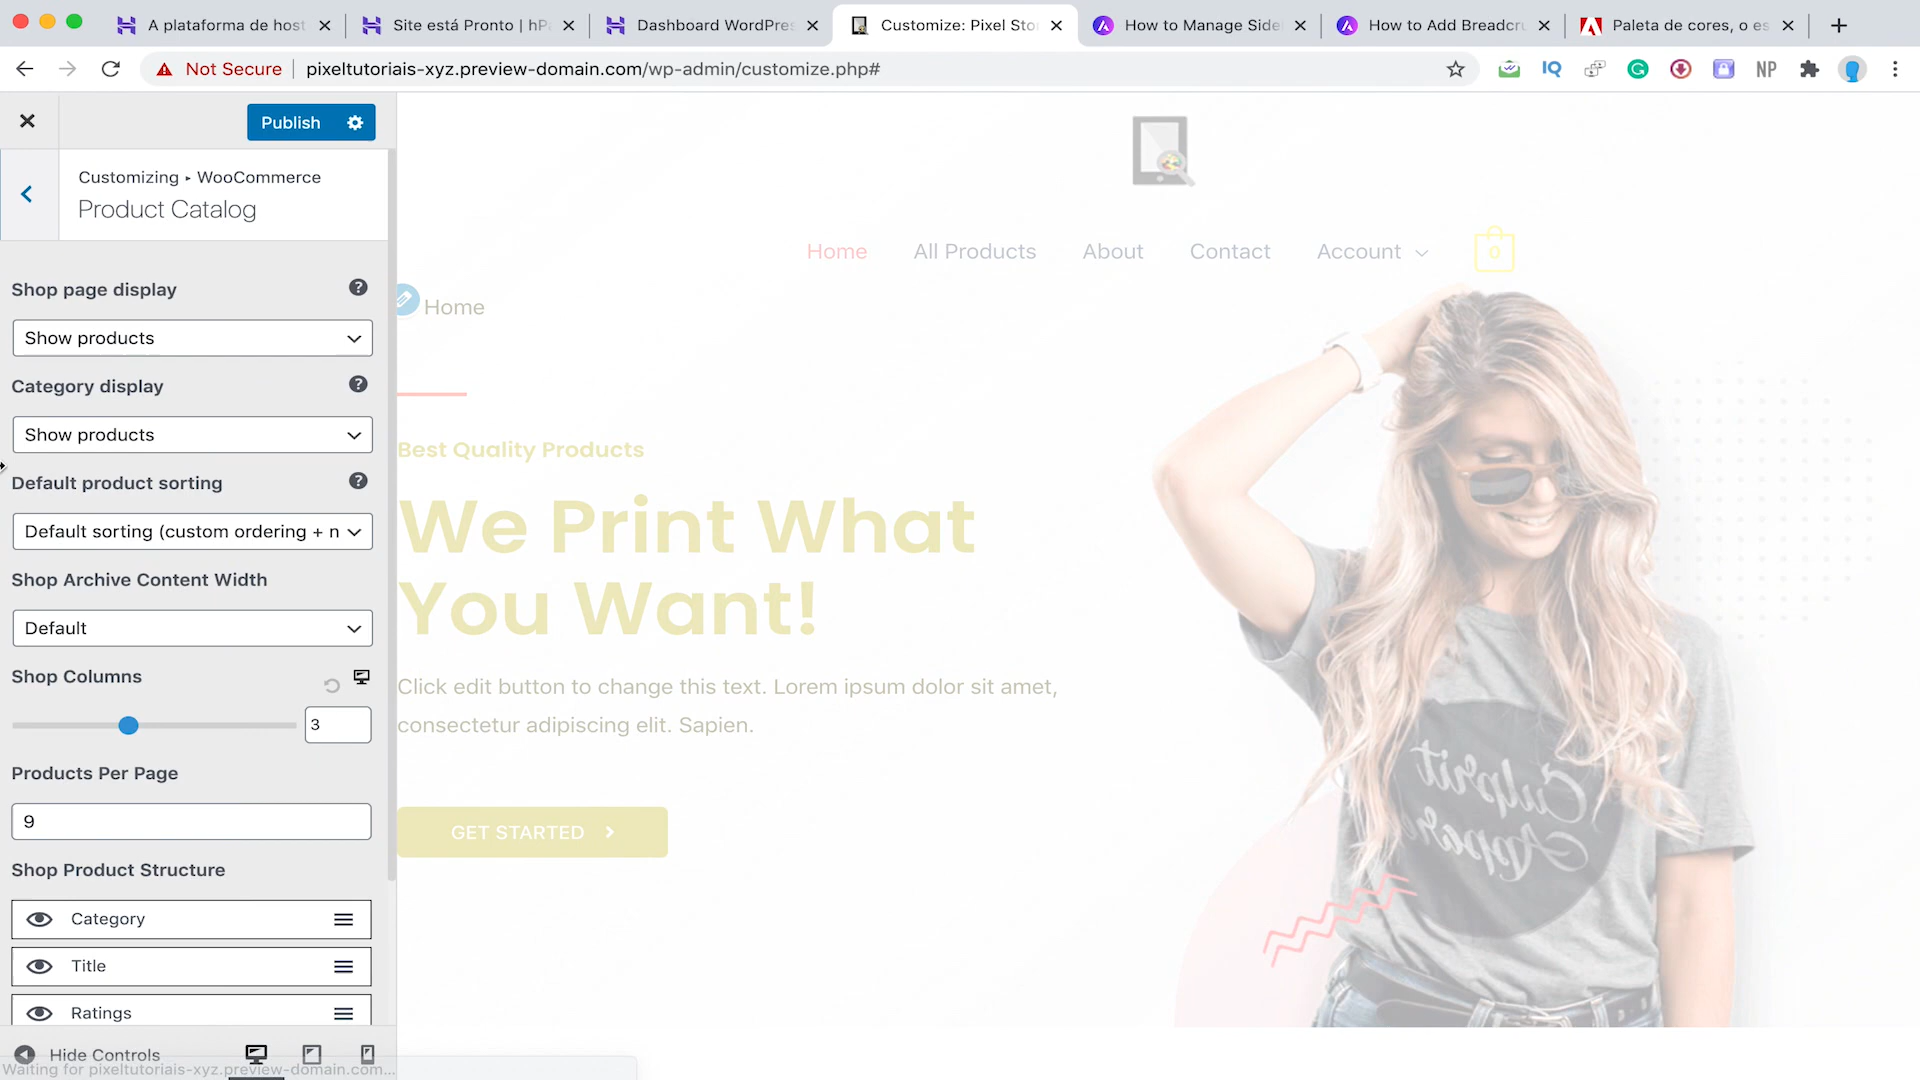 A plataforma de host
Site está Pronto | hPa
Dashboard WordPres
Customize: Pixel Stor
How to Manage Side
How to Add Breadcru
Paleta de cores, o es
Not Secure
pixeltutoriais-xyz.preview-domain.com/wp-admin/customize.php#
IQ
NP
Publish
Customizing ▸ WooCommerce
Product Catalog
Shop page display
Show products
Category display
Show products
Default product sorting
Default sorting (custom ordering + n
Shop Archive Content Width
Default
Shop Columns
3
Products Per Page
9
Shop Product Structure
Category
Title
Ratings
Hide Controls
Waiting for pixeltutoriais-xyz.preview-domain.com...
Home
All Products
About
Contact
Account
0
Home
Best Quality Products
We Print What
You Want!
Click edit button to change this text. Lorem ipsum dolor sit amet,
consectetur adipiscing elit. Sapien.
GET STARTED
Culprit
Apparel